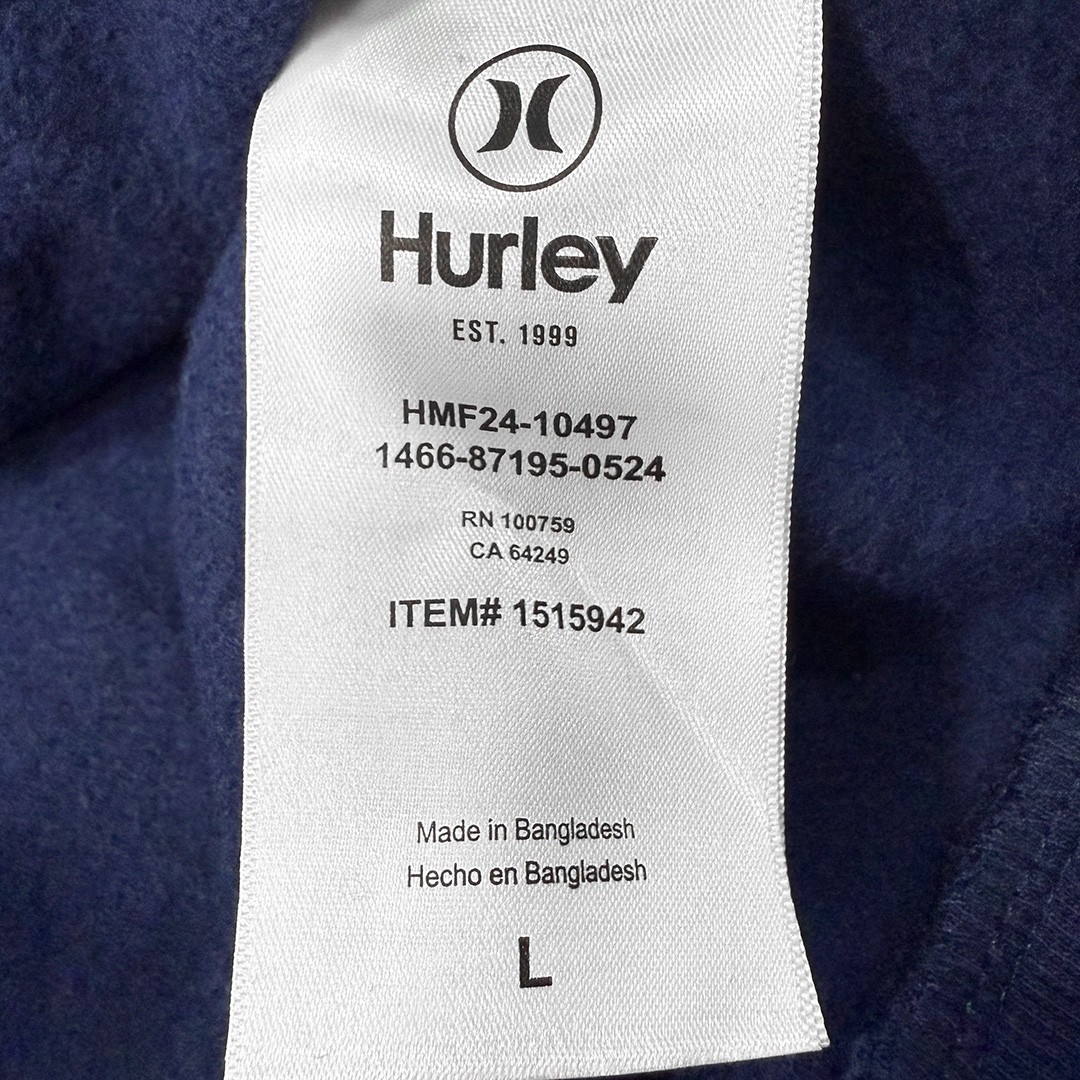 Hurley
EST. 1999
HMF24-10497
1466-87195-0524
RN 100759
CA 64249
ITEM# 1515942
Made in Bangladesh
Hecho en Bangladesh
L